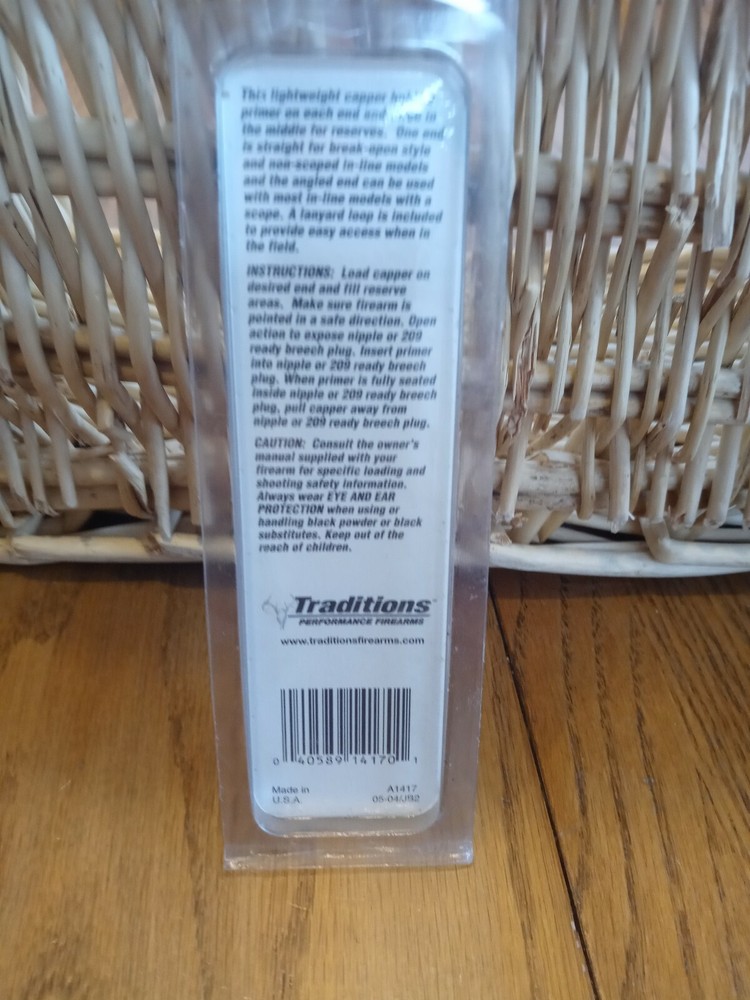 This lightweight capper
primer on each end and in
the middle for reserves. One end
is straight for break-open style
and non-scoped in-line models
and the angled end can be used
with most in-line models with a
scope. A lanyard loop is included
to provide easy access when in
the field.
INSTRUCTIONS: Load capper on
desired end and fill reserve
areas. Make sure firearm is
pointed in a safe direction. Open
action to expose nipple or 209
ready breech plug. Insert primer
into nipple or 209 ready breech
plug. When primer is fully seated
inside nipple or 209 ready breech
plug, pull capper away from
nipple or 209 ready breech plug.
CAUTION: Consult the owner's
manual supplied with your
firearm for specific loading and
shooting safety information.
Always wear EYE AND EAR
PROTECTION when using or
handling black powder or black
substitutes. Keep out of the
reach of children.
Traditions™
PERFORMANCE FIREARMS
www.traditionsfirearms.com
0 40589 14170 1
Made in A1417
U.S.A. 05-04/JS2